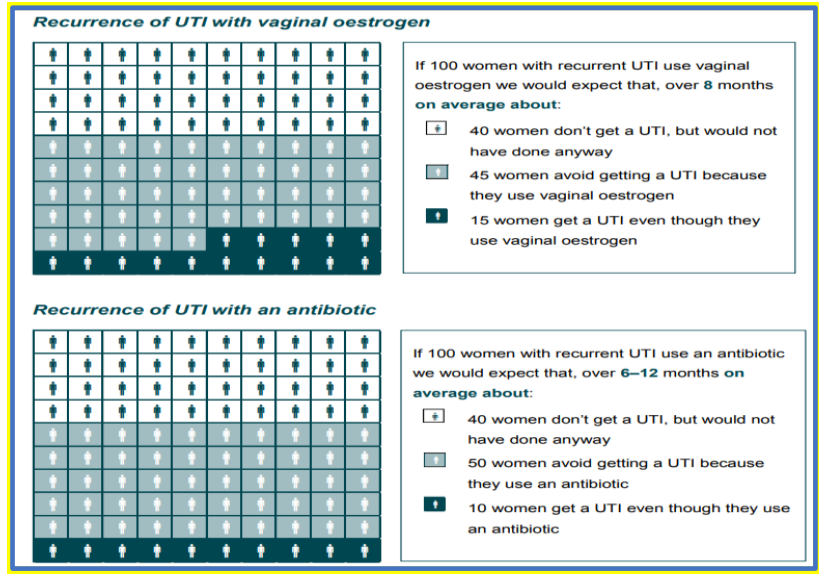 Recurrence of UTI with vaginal oestrogen
If 100 women with recurrent UTI use vaginal
oestrogen we would expect that, over 8 months
on average about:
40 women don't get a UTI, but would not
have done anyway
45 women avoid getting a UTI because
they use vaginal oestrogen
15 women get a UTI even though they
use vaginal oestrogen
Recurrence of UTI with an antibiotic
If 100 women with recurrent UTI use an antibiotic
we would expect that, over 6–12 months on
average about:
40 women don't get a UTI, but would not
have done anyway
50 women avoid getting a UTI because
they use an antibiotic
10 women get a UTI even though they use
an antibiotic